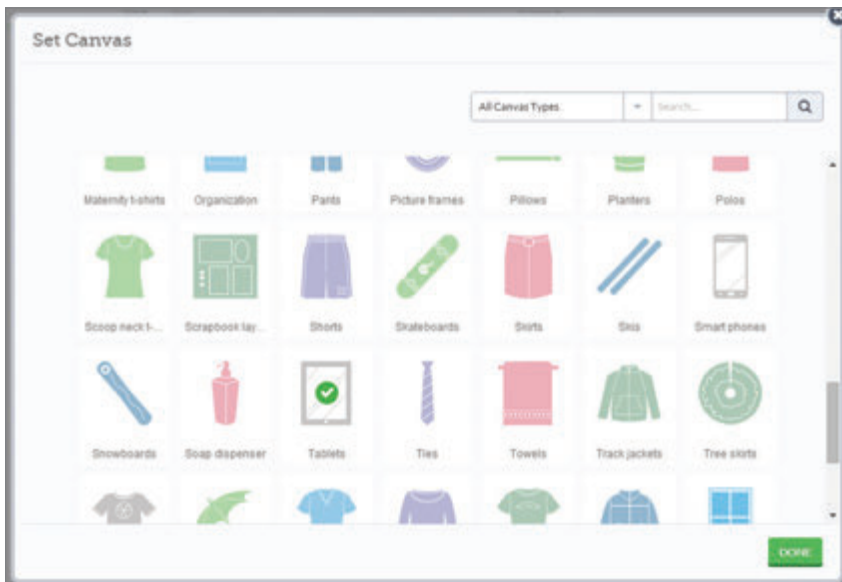 Set Canvas
All Canvas Types
Search...
Maternity t-shirts
Organization
Pants
Picture frames
Pillows
Planters
Polos
Scoop neck t-...
Scrapbook lay...
Shorts
Skateboards
Skirts
Skis
Smart phones
Snowboards
Soap dispenser
Tablets
Ties
Towels
Track jackets
Tree skirts
DONE